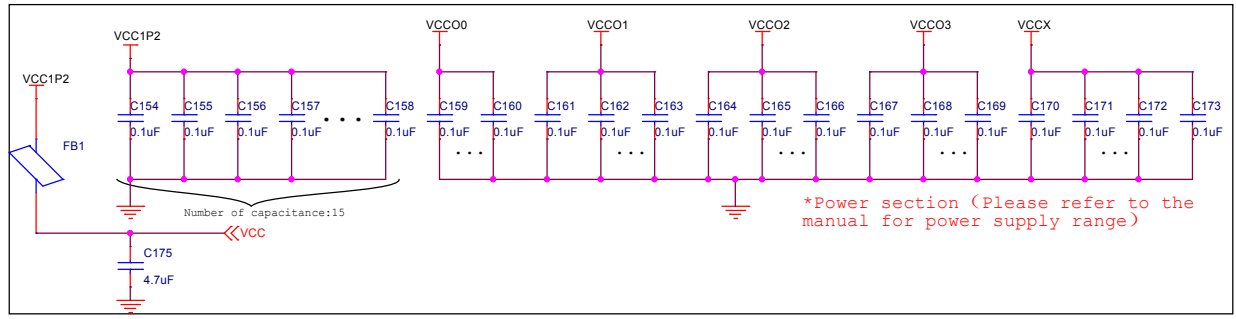 VCCO0 VCCO1 VCCO2 VCCO3 VCCX
VCC1P2
VCC1P2
C154 C155 C156 C157 C158 C159 C160 C161 C162 C163 C164 C165 C166 C167 C168 C169 C170 C171 C172 C173
0.1uF 0.1uF 0.1uF 0.1uF 0.1uF 0.1uF 0.1uF 0.1uF 0.1uF 0.1uF 0.1uF 0.1uF 0.1uF 0.1uF 0.1uF 0.1uF 0.1uF 0.1uF 0.1uF 0.1uF
FB1
Number of capacitance:15
*Power section (Please refer to the
manual for power supply range)
VCC
C175
4.7uF